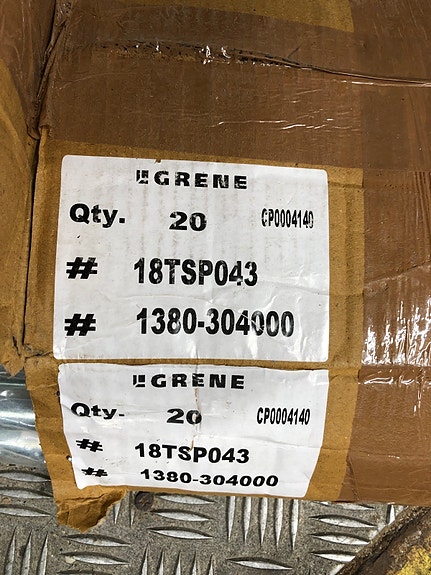 GRENE
Qty. 20 CP0004140
# 18TSP043
# 1380-304000
GRENE
Qty- 20 CP0004140
# 18TSP043
# 1380-304000